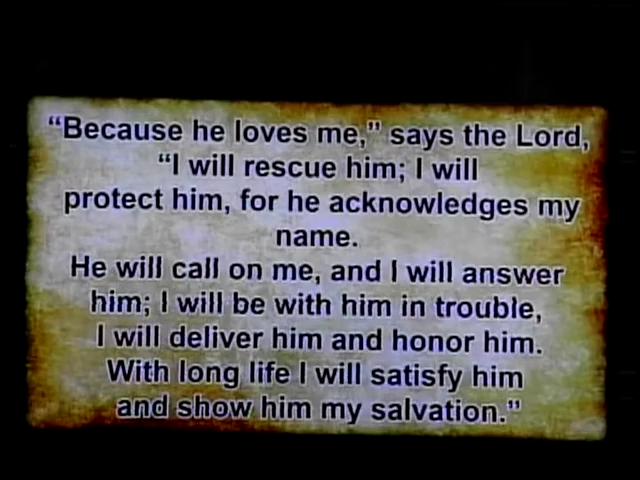 “Because he loves me,” says the Lord,
“I will rescue him; I will
protect him, for he acknowledges my
name.
He will call on me, and I will answer
him; I will be with him in trouble,
I will deliver him and honor him.
With long life I will satisfy him
and show him my salvation.”